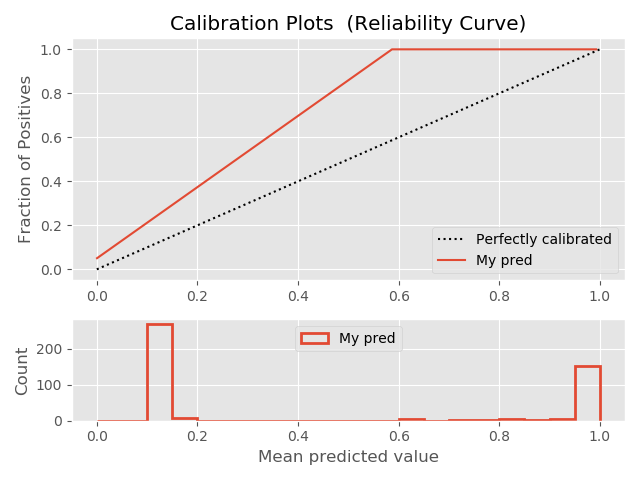 Calibration Plots  (Reliability Curve)
Fraction of Positives
1.0
0.8
0.6
0.4
0.2
0.0
Perfectly calibrated
My pred
0.0 0.2 0.4 0.6 0.8 1.0
Count
200
100
0
My pred
0.0 0.2 0.4 0.6 0.8 1.0
Mean predicted value